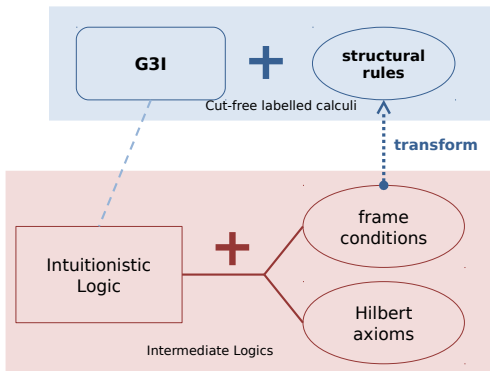 G3I
+
structural
rules
Cut-free labelled calculi
transform
Intuitionistic
Logic
+
frame
conditions
Hilbert
axioms
Intermediate Logics